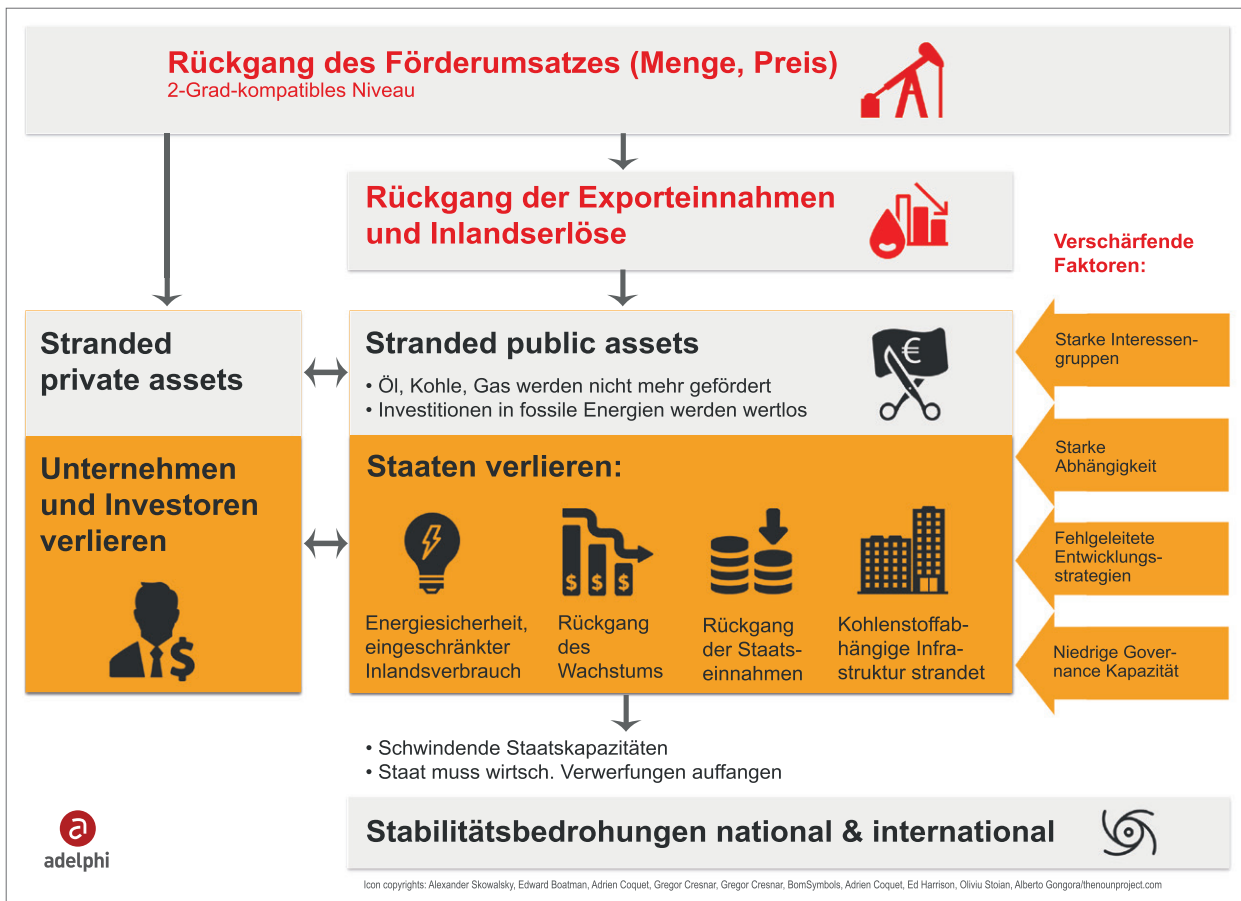 Rückgang des Förderumsatzes (Menge, Preis)
2-Grad-kompatibles Niveau
Rückgang der Exporteinnahmen
und Inlandserlöse
Verschärfende
Faktoren:
Stranded
private assets
Stranded public assets
• Öl, Kohle, Gas werden nicht mehr gefördert
• Investitionen in fossile Energien werden wertlos
€
Starke Interessen-
gruppen
Unternehmen
und Investoren
verlieren
$
Staaten verlieren:
$ $ $
Energiesicherheit,
eingeschränkter
Inlandsverbrauch
Rückgang
des
Wachstums
Rückgang
der Staats-
einnahmen
Kohlenstoffab-
hängige Infra-
struktur strandet
Starke
Abhängigkeit
Fehlgeleitete
Entwicklungs-
strategien
Niedrige Gover-
nance Kapazität
• Schwindende Staatskapazitäten
• Staat muss wirtsch. Verwerfungen auffangen
Stabilitätsbedrohungen national & international
a
adelphi
Icon copyrights: Alexander Skowalsky, Edward Boatman, Adrien Coquet, Gregor Cresnar, Gregor Cresnar, BomSymbols, Adrien Coquet, Ed Harrison, Oliviu Stoian, Alberto Gongora/thenounproject.com